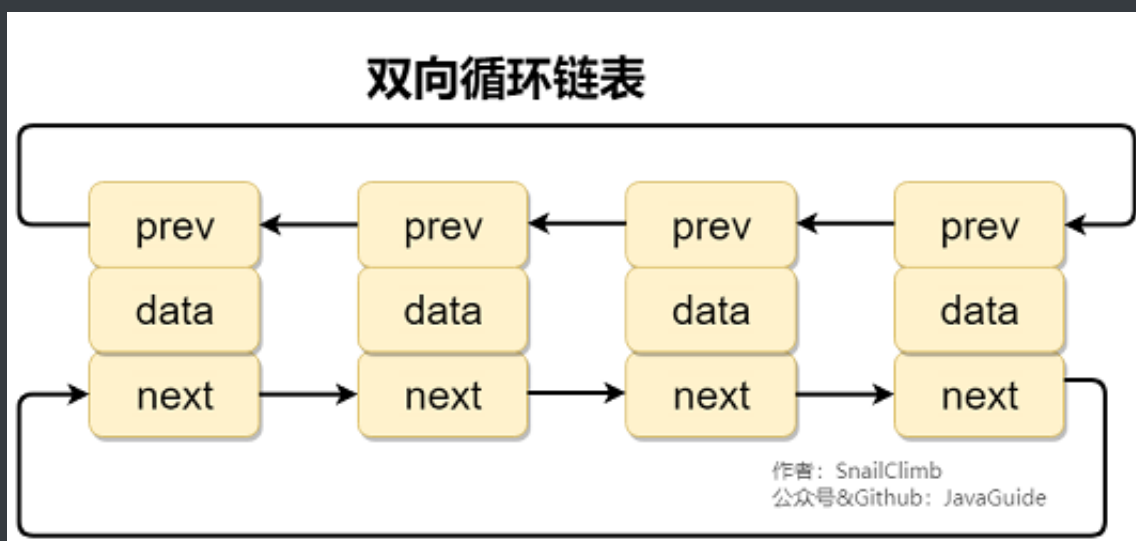 双向循环链表
prev prev prev prev
data data data data
next next next next
作者：SnailClimb
公众号&Github：JavaGuide